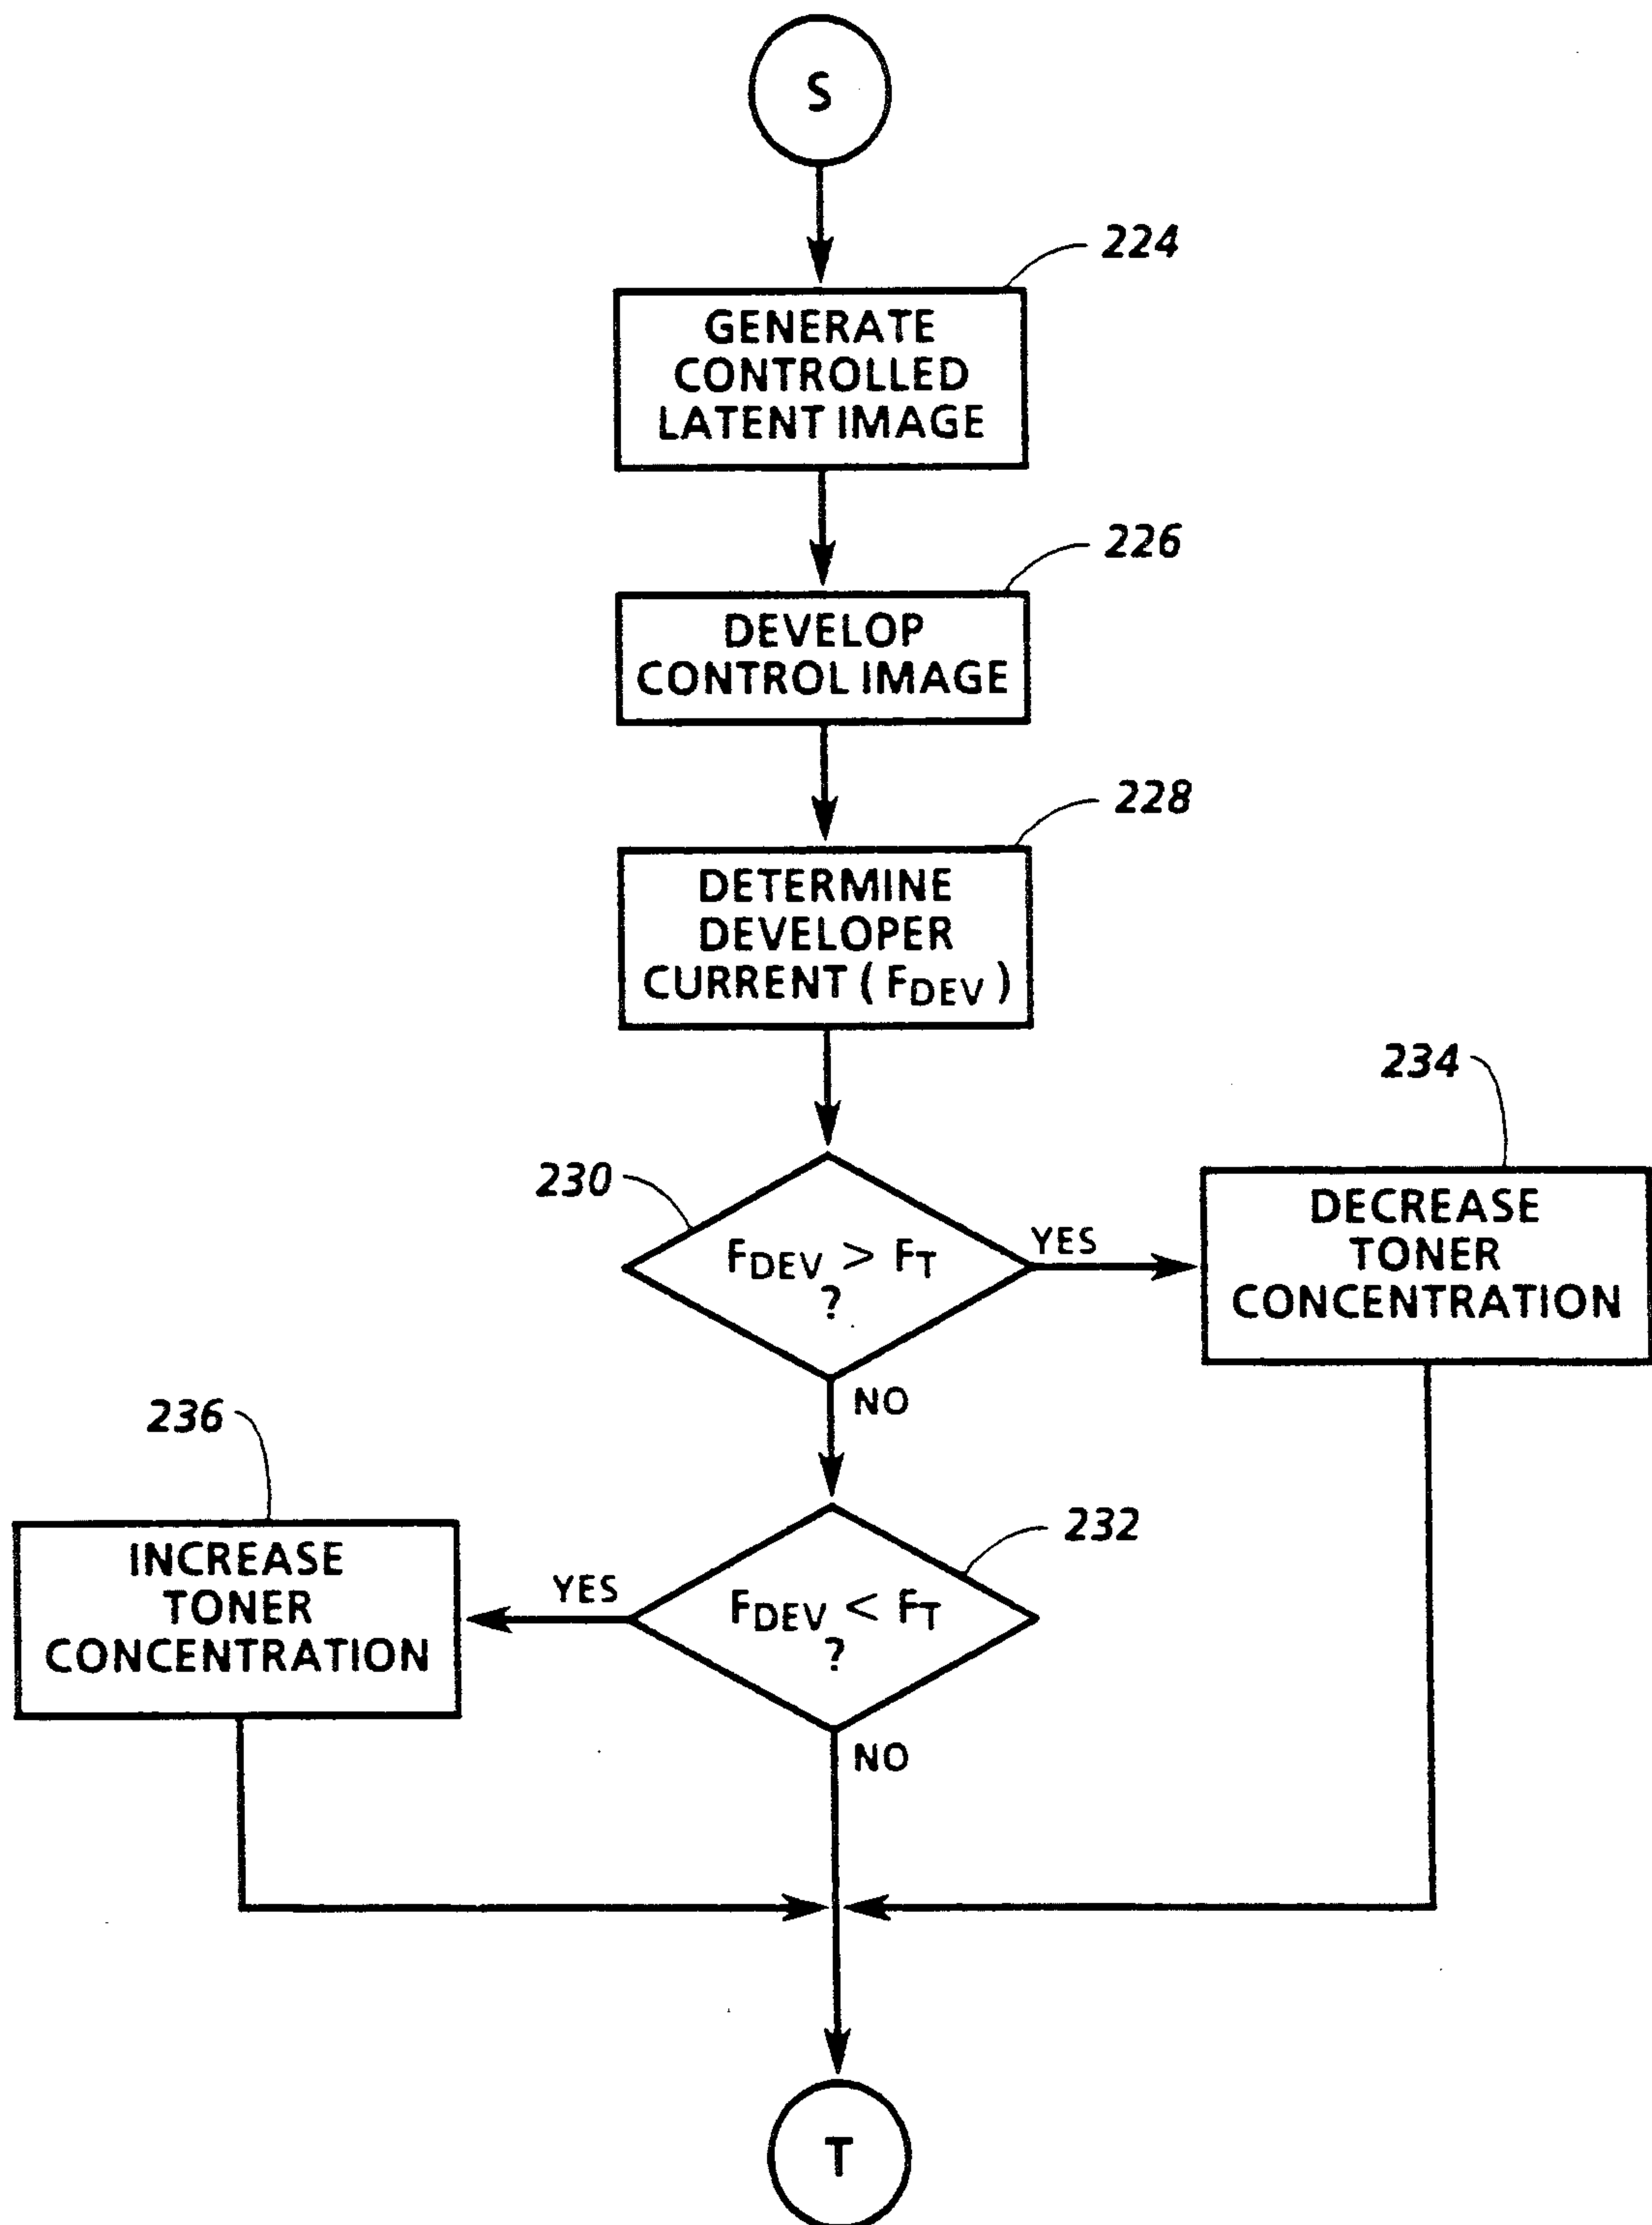 S
224
GENERATE
CONTROLLED
LATENT IMAGE
226
DEVELOP
CONTROL IMAGE
228
DETERMINE
DEVELOPER
CURRENT ( FDEV )
234
230
DECREASE
TONER
CONCENTRATION
FDEV > FT
?
YES
NO
236
232
INCREASE
TONER
CONCENTRATION
YES
FDEV < FT
?
NO
T